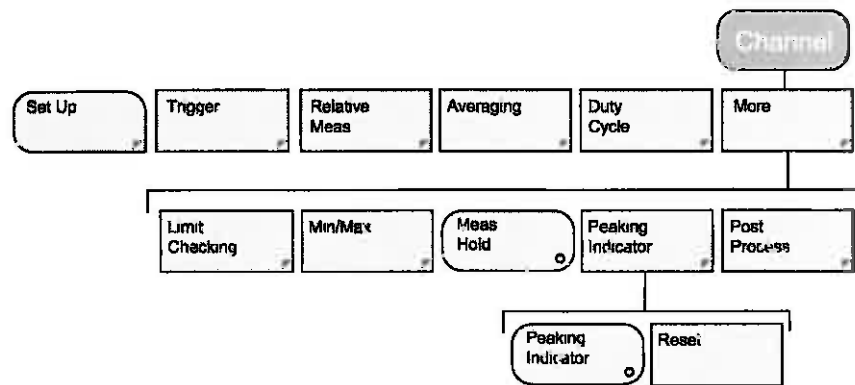 Channel
Set Up
Trigger
Relative
Meas
Averaging
Duty
Cycle
More
Limit
Checking
Min/Max
Meas
Hold
Peaking
Indicator
Post
Process
Peaking
Indicator
Reset